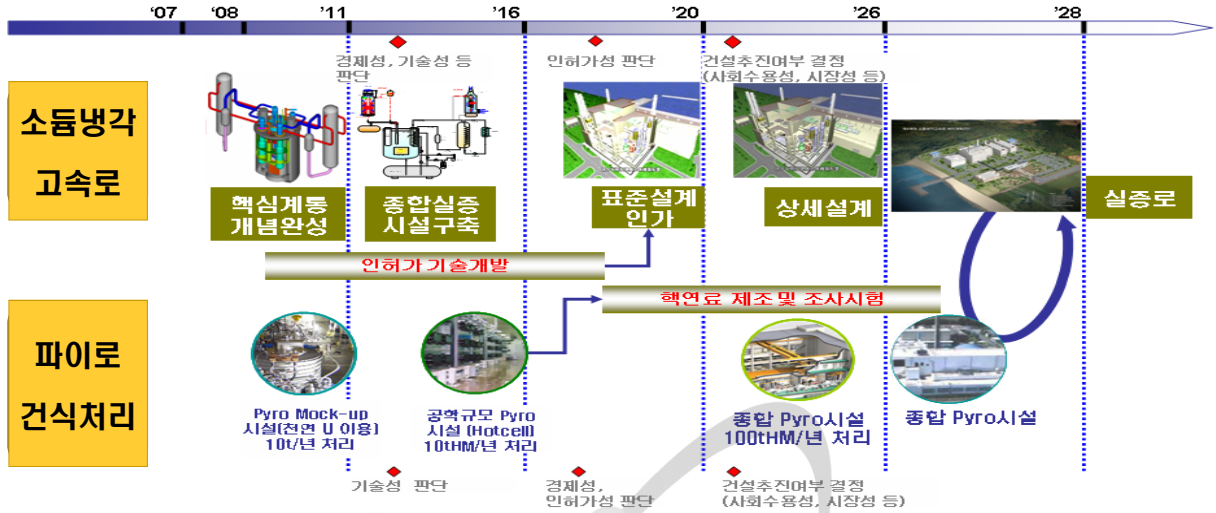 '07
'08
'11
'16
'20
'26
'28
경제성, 기술성 등
판단
인허가성 판단
건설추진여부 결정
(사회수용성, 시장성 등)
소듐냉각
고속로
핵심계통
개념완성
종합실증
시설구축
표준설계
인가
상세설계
실증로
인허가 기술개발
핵연료 제조 및 조사시험
파이로
건식처리
Pyro Mock-up
시설(천연 U 이용)
10t/년 처리
공학규모 Pyro
시설 (Hotcell)
10tHM/년 처리
종합 Pyro시설
100tHM/년 처리
종합 Pyro시설
기술성 판단
경제성,
인허가성 판단
건설추진여부 결정
(사회수용성, 시장성 등)